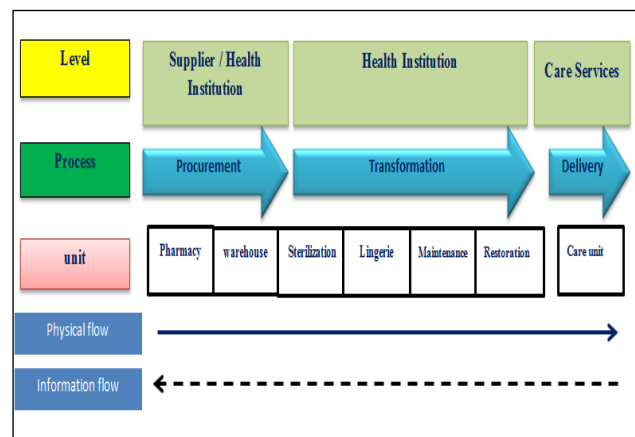 Level
Supplier / Health
Institution
Health Institution
Care Services
Process
Procurement
Transformation
Delivery
unit
Pharmacy
warehouse
Sterilization
Lingerie
Maintenance
Restoration
Care unit
Physical flow
Information flow